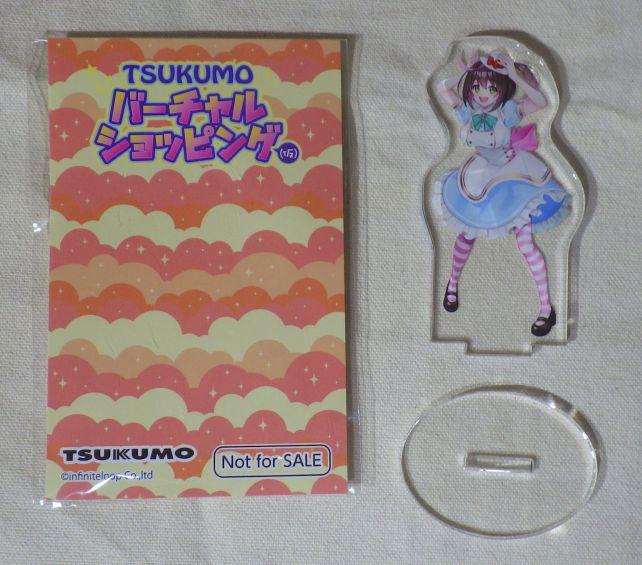 TSUKUMO
バーチャル
ショッピング(仮)
TSUKUMO
©infiniteloop Co.,ltd
Not for SALE